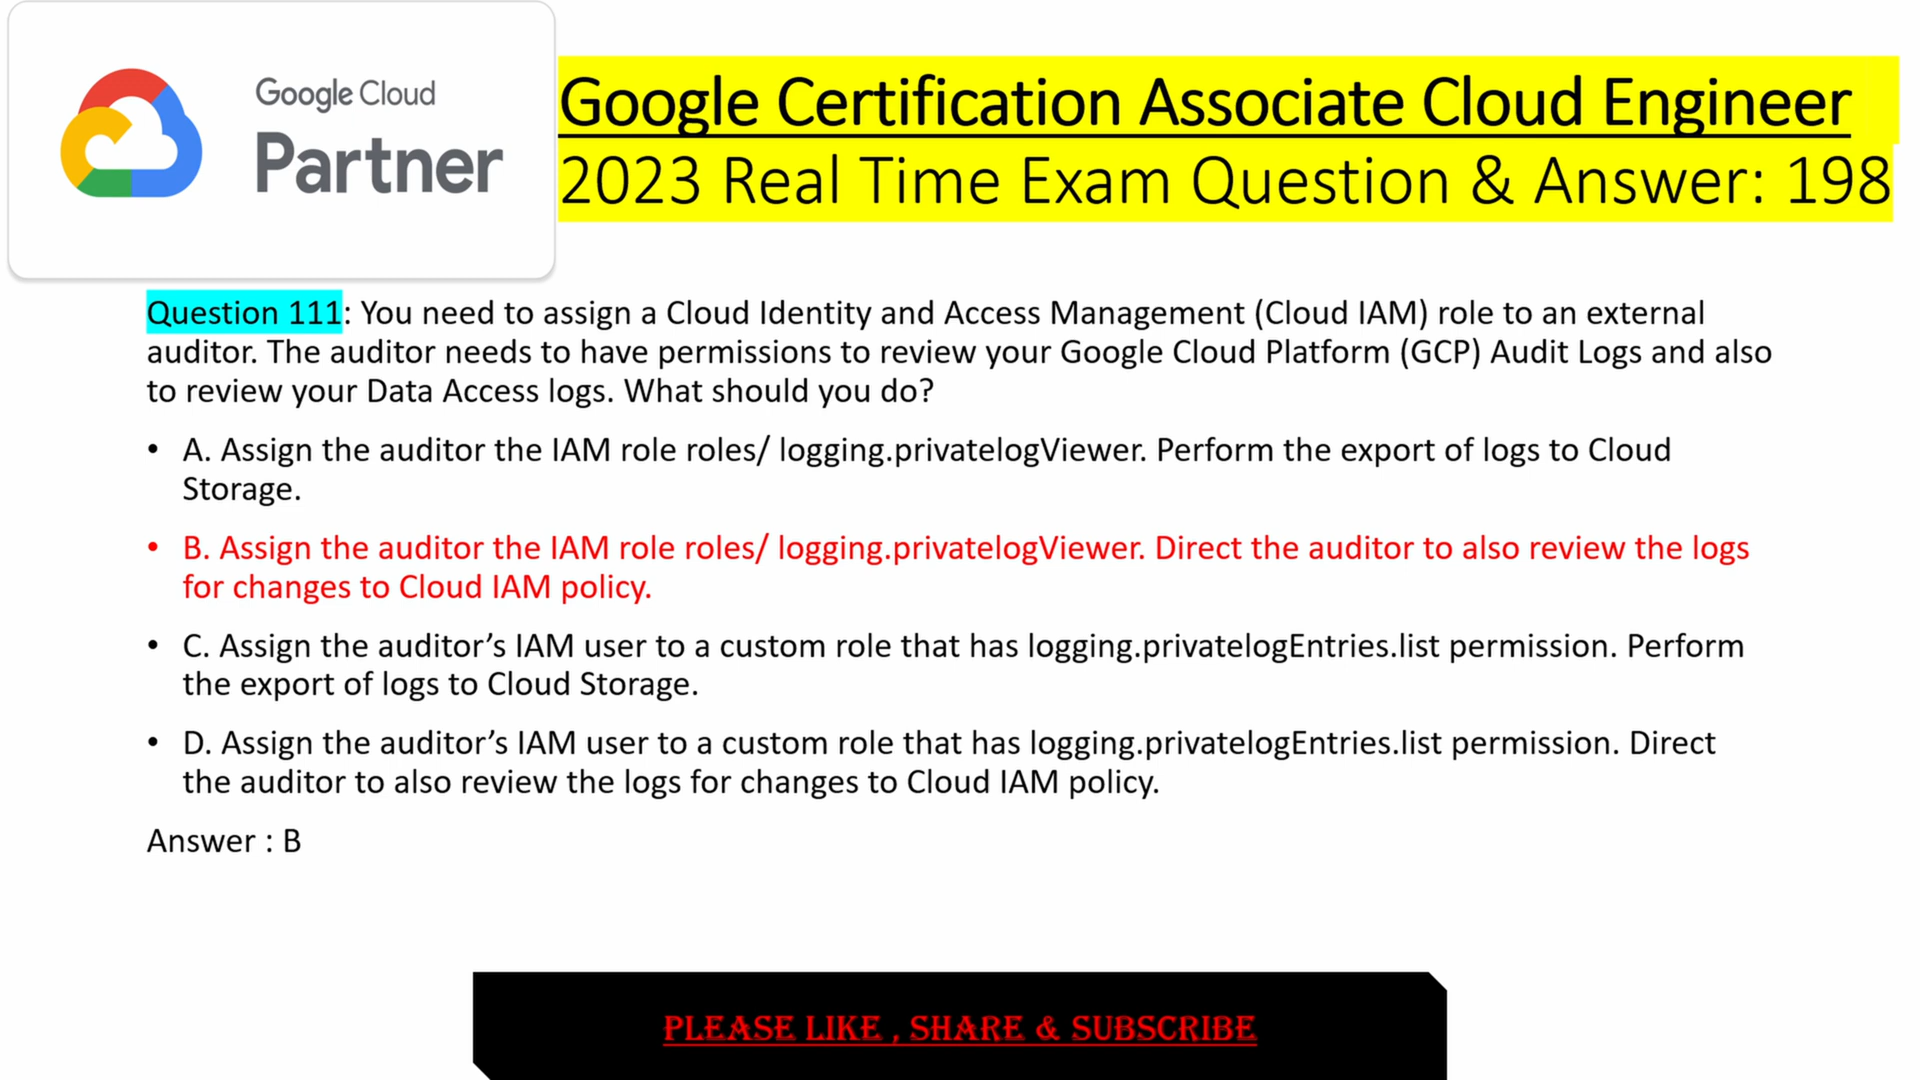 Google Cloud
Partner
Google Certification Associate Cloud Engineer
2023 Real Time Exam Question & Answer: 198
Question 111: You need to assign a Cloud Identity and Access Management (Cloud IAM) role to an external
auditor. The auditor needs to have permissions to review your Google Cloud Platform (GCP) Audit Logs and also
to review your Data Access logs. What should you do?
• A. Assign the auditor the IAM role roles/ logging.privatelogViewer. Perform the export of logs to Cloud
Storage.
• B. Assign the auditor the IAM role roles/ logging.privatelogViewer. Direct the auditor to also review the logs
for changes to Cloud IAM policy.
• C. Assign the auditor’s IAM user to a custom role that has logging.privatelogEntries.list permission. Perform
the export of logs to Cloud Storage.
• D. Assign the auditor’s IAM user to a custom role that has logging.privatelogEntries.list permission. Direct
the auditor to also review the logs for changes to Cloud IAM policy.
Answer : B
PLEASE LIKE , SHARE & SUBSCRIBE